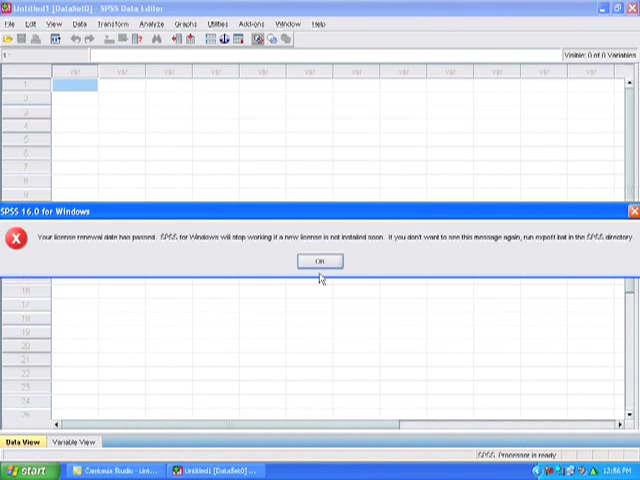 Untitled1 [DataSet0] - SPSS Data Editor
File Edit View Data Transform Analyze Graphs Utilities Add-ons Window Help
1 :
Visible: 0 of 0 Variables
var var var var var var var var var var var var
1
2
3
4
5
6
7
8
9
SPSS 16.0 for Windows
Your license renewal date has passed. SPSS for Windows will stop working if a new license is not installed soon. If you don't want to see this message again, run expoff.bat in the SPSS directory.
OK
16
17
18
19
20
21
22
23
24
25
Data View Variable View
SPSS Processor is ready
start Camtasia Studio - Unt... Untitled1 [DataSet0] ... 12:56 PM